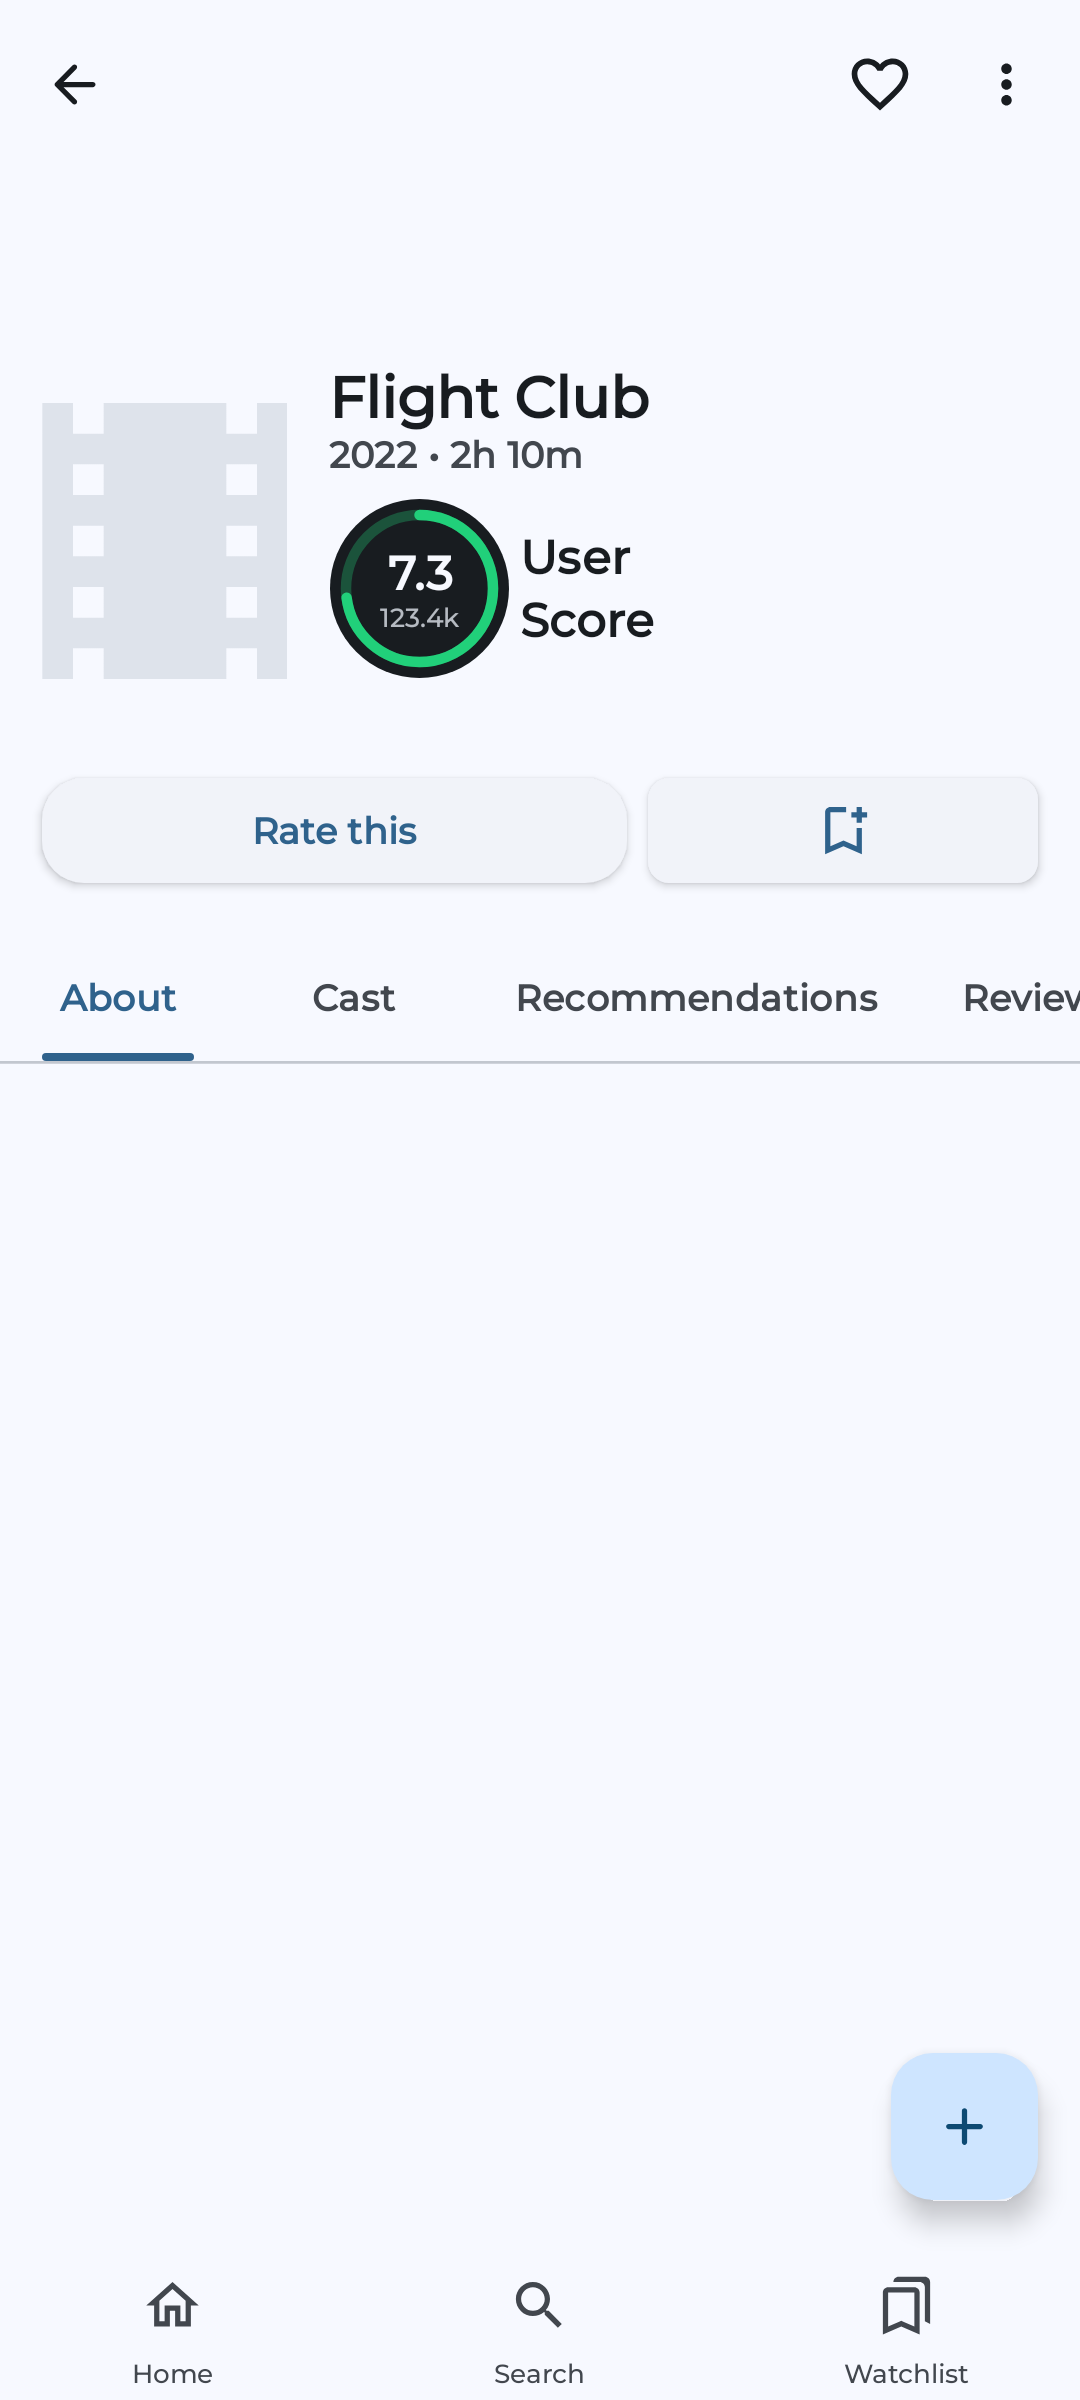 Flight Club
2022 • 2h 10m
7.3
123.4k
User
Score
Rate this
About Cast Recommendations Review
Home Search Watchlist